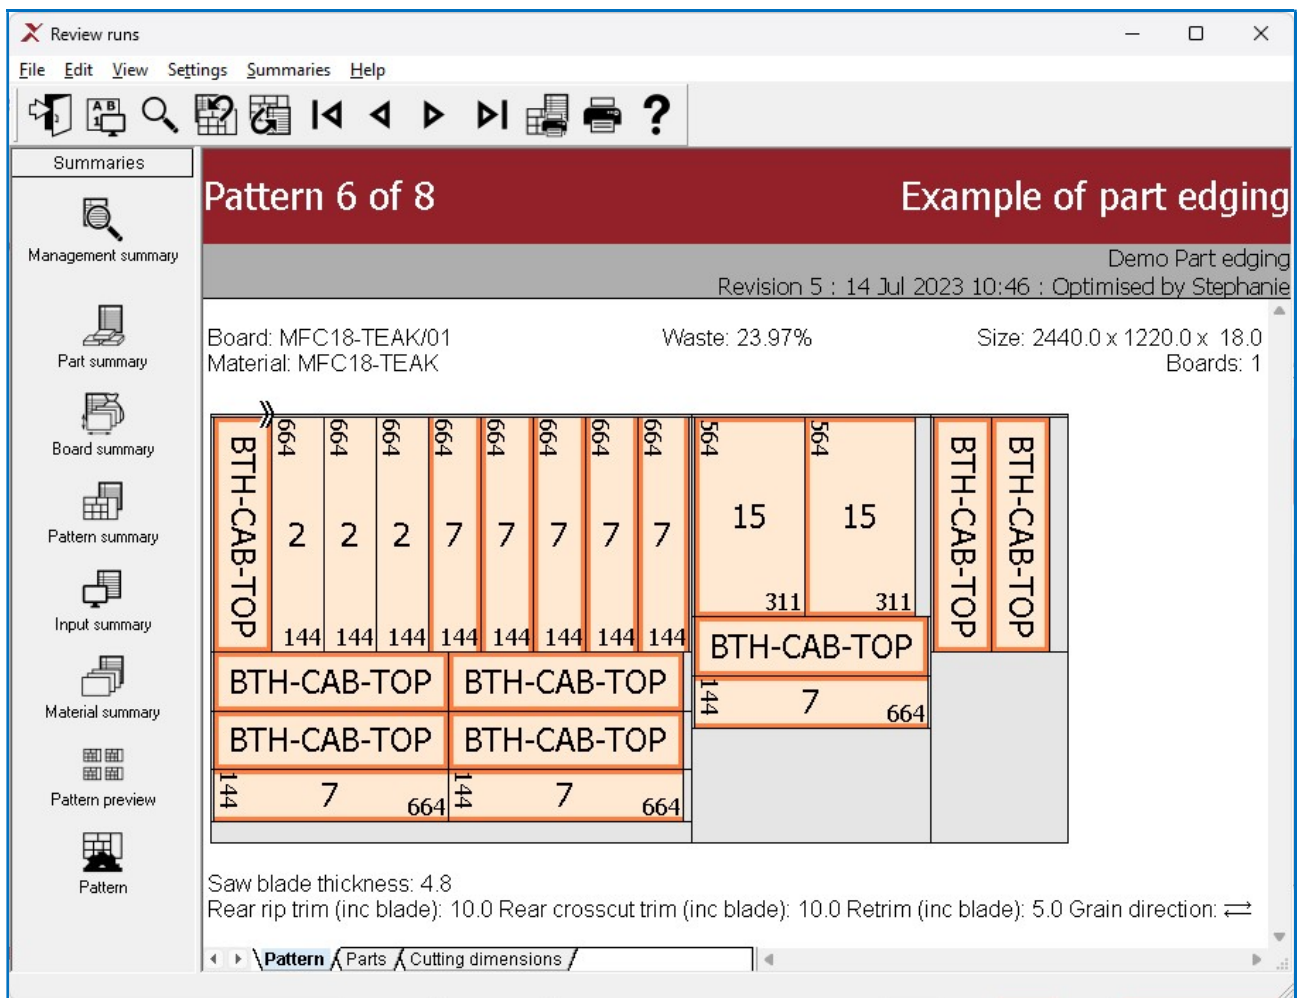 Review runs
File Edit View Settings Summaries Help
A B
1
?
Summaries
Management summary
Part summary
Board summary
Pattern summary
Input summary
Material summary
Pattern preview
Pattern
Pattern 6 of 8 Example of part edging
Demo Part edging
Revision 5 : 14 Jul 2023 10:46 : Optimised by Stephanie
Board: MFC18-TEAK/01 Waste: 23.97% Size: 2440.0 x 1220.0 x 18.0
Material: MFC18-TEAK Boards: 1
664 664 664 664 664 664 664 664 564 564
BTH-CAB-TOP 2 2 2 7 7 7 7 7 15 15 BTH-CAB-TOP BTH-CAB-TOP
311 311
144 144 144 144 144 144 144 144
BTH-CAB-TOP
BTH-CAB-TOP BTH-CAB-TOP
144 7 664
BTH-CAB-TOP BTH-CAB-TOP
144 7 664 144 7 664
Saw blade thickness: 4.8
Rear rip trim (inc blade): 10.0 Rear crosscut trim (inc blade): 10.0 Retrim (inc blade): 5.0 Grain direction:
Pattern Parts Cutting dimensions